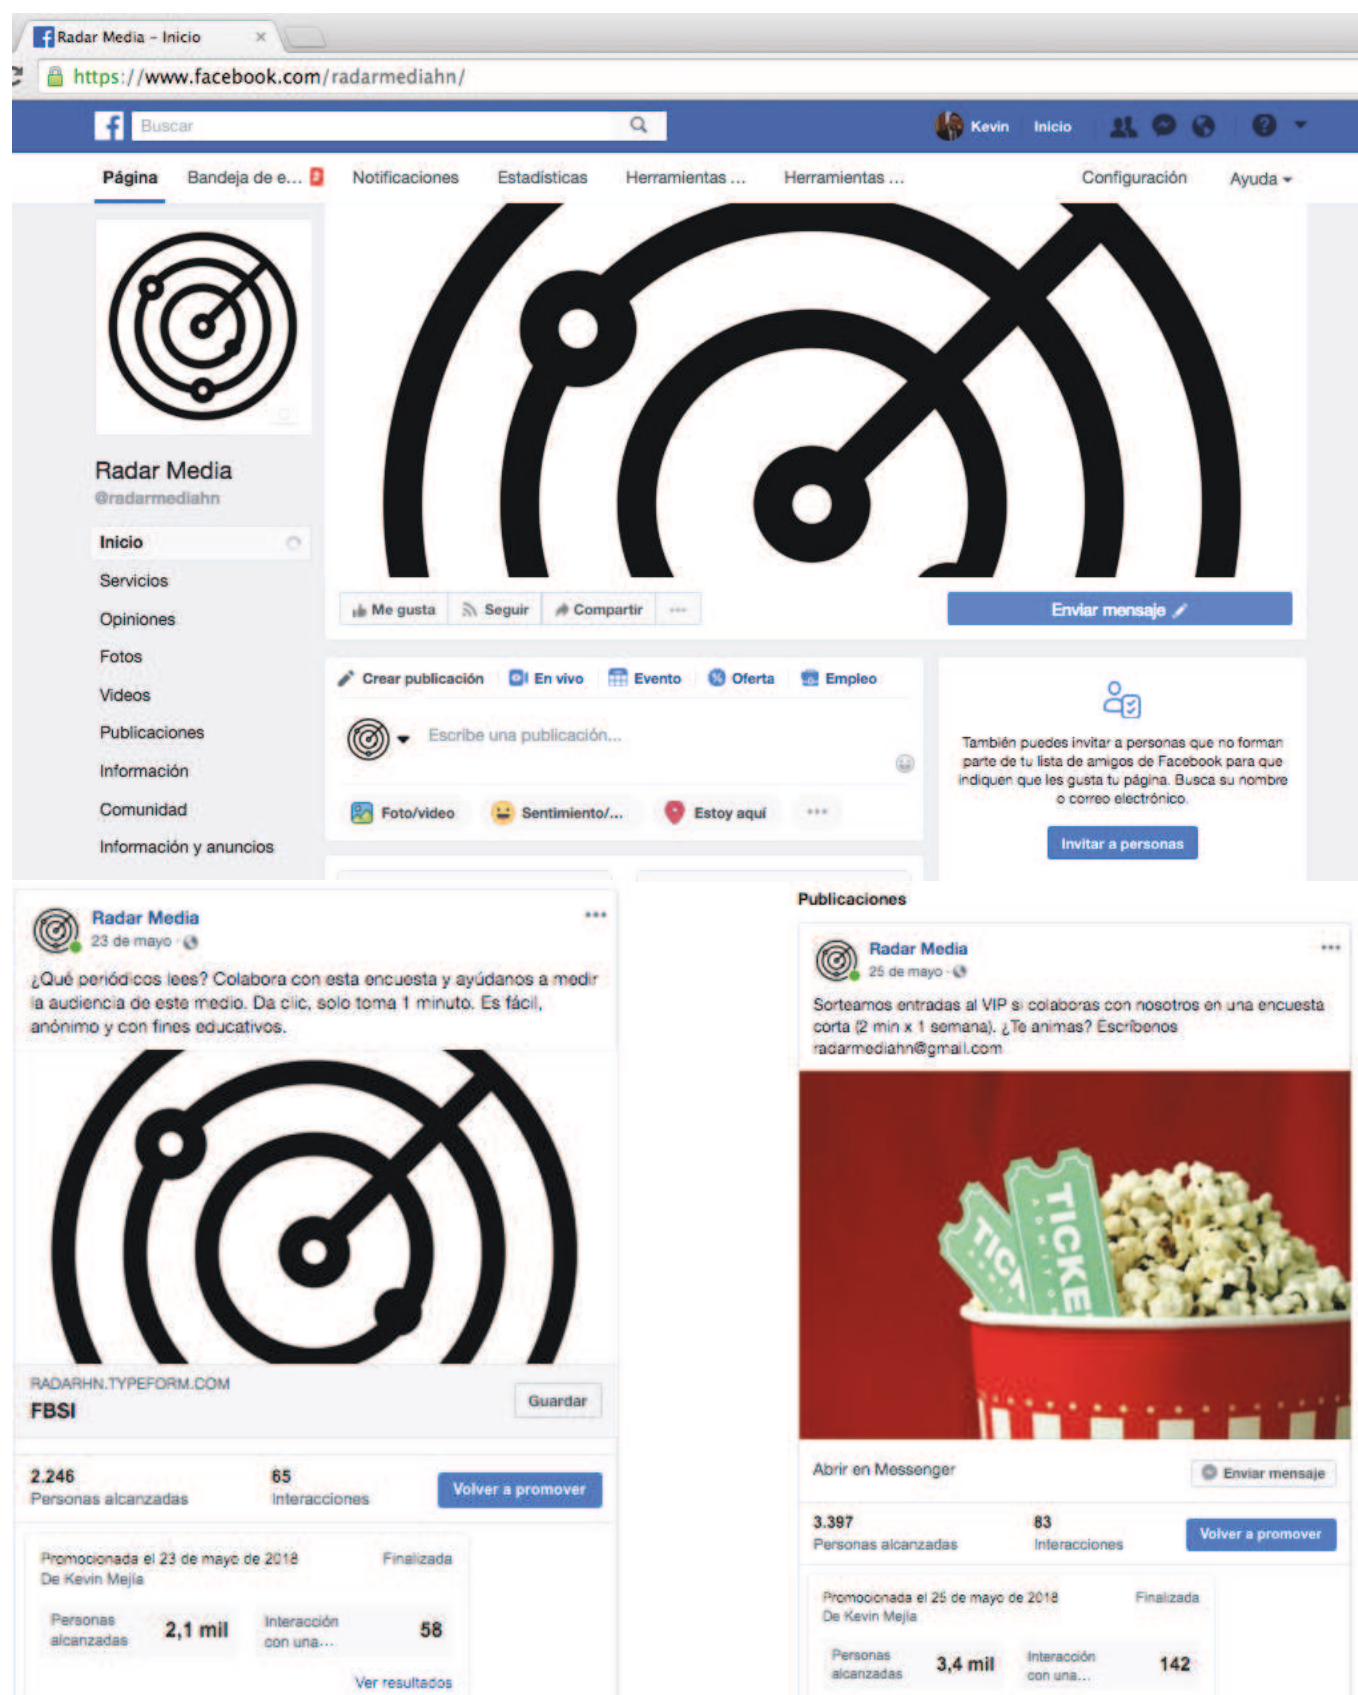 Radar Media – Inicio
https://www.facebook.com/radarmediahn/
Buscar
Kevin Inicio
Página Bandeja de e... Notificaciones Estadísticas Herramientas ... Herramientas ... Configuración Ayuda
Radar Media
@radarmediahn
Inicio
Servicios
Opiniones
Fotos
Videos
Publicaciones
Información
Comunidad
Información y anuncios
Me gusta Seguir Compartir ...
Enviar mensaje
Crear publicación En vivo Evento Oferta Empleo
Escribe una publicación...
Foto/video Sentimiento/... Estoy aquí ...
También puedes invitar a personas que no forman
parte de tu lista de amigos de Facebook para que
indiquen que les gusta tu página. Busca su nombre
o correo electrónico.
Invitar a personas
Radar Media
23 de mayo
¿Qué periódicos lees? Colabora con esta encuesta y ayúdanos a medir
la audiencia de este medio. Da clic, solo toma 1 minuto. Es fácil,
anónimo y con fines educativos.
RADARHN.TYPEFORM.COM
FBSI
Guardar
2.246 65
Personas alcanzadas Interacciones
Volver a promover
Promocionada el 23 de mayo de 2018 Finalizada
De Kevin Mejía
Personas
alcanzadas
2,1 mil
Interacción
con una...
58
Ver resultados
Publicaciones
Radar Media
25 de mayo
Sorteamos entradas al VIP si colaboras con nosotros en una encuesta
corta (2 min x 1 semana). ¿Te animas? Escríbenos
radarmediahn@gmail.com
TICKET
ADMIT
TICK
Abrir en Messenger
Enviar mensaje
3.397 83
Personas alcanzadas Interacciones
Volver a promover
Promocionada el 25 de mayo de 2018 Finalizada
De Kevin Mejía
Personas
alcanzadas
3,4 mil
Interacción
con una...
142